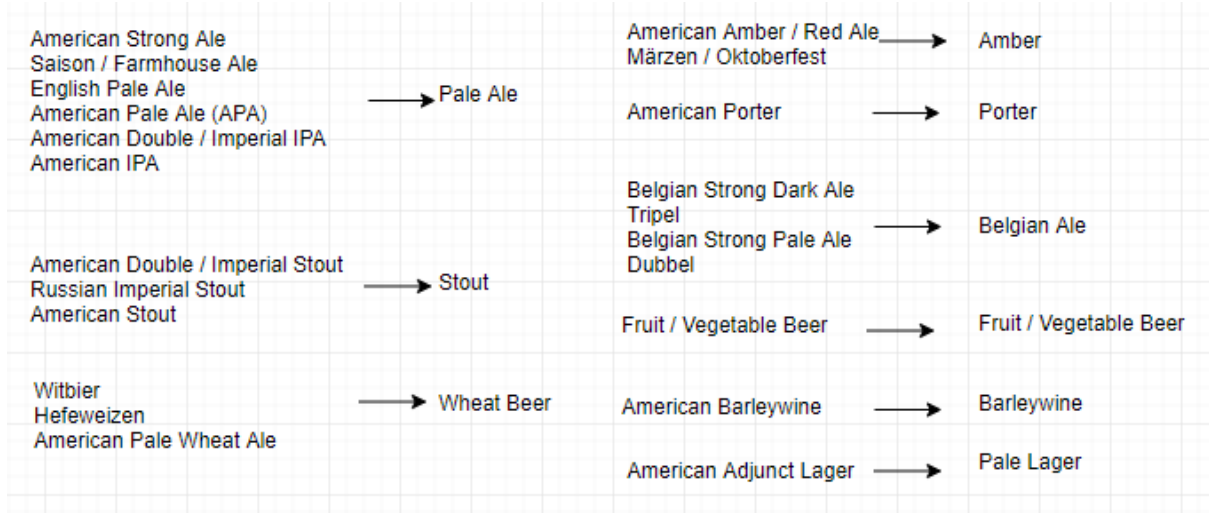 American Strong Ale
Saison / Farmhouse Ale
English Pale Ale
American Pale Ale (APA)
American Double / Imperial IPA
American IPA
Pale Ale
American Double / Imperial Stout
Russian Imperial Stout
American Stout
Stout
Witbier
Hefeweizen
American Pale Wheat Ale
Wheat Beer
American Amber / Red Ale
Märzen / Oktoberfest
Amber
American Porter
Porter
Belgian Strong Dark Ale
Tripel
Belgian Strong Pale Ale
Dubbel
Belgian Ale
Fruit / Vegetable Beer
Fruit / Vegetable Beer
American Barleywine
Barleywine
American Adjunct Lager
Pale Lager